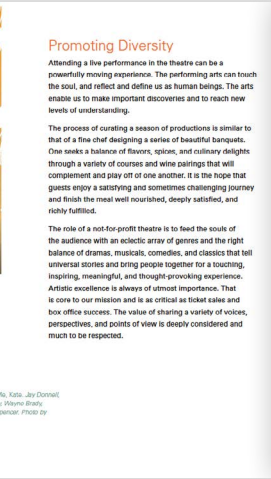 Promoting Diversity
Attending a live performance in the theatre can be a
powerfully moving experience. The performing arts can touch
the soul, and reflect and define us as human beings. The arts
enable us to make important discoveries and to reach new
levels of understanding.
The process of curating a season of productions is similar to
that of a fine chef designing a series of beautiful banquets.
One seeks a balance of flavors, spices, and culinary delights
through a variety of courses and wine pairings that will
complement and play off of one another. It is the hope that
guests enjoy a satisfying and sometimes challenging journey
and finish the meal well nourished, deeply satisfied, and
richly fulfilled.
The role of a not-for-profit theatre is to feed the souls of
the audience with an eclectic array of genres and the right
balance of dramas, musicals, comedies, and classics that tell
universal stories and bring people together for a touching,
inspiring, meaningful, and thought-provoking experience.
Artistic excellence is always of utmost importance. That
is core to our mission and is as critical as ticket sales and
box office success. The value of sharing a variety of voices,
perspectives, and points of view is deeply considered and
much to be respected.
Kate. Jay Donnell,
Wayne Brady,
Photo by